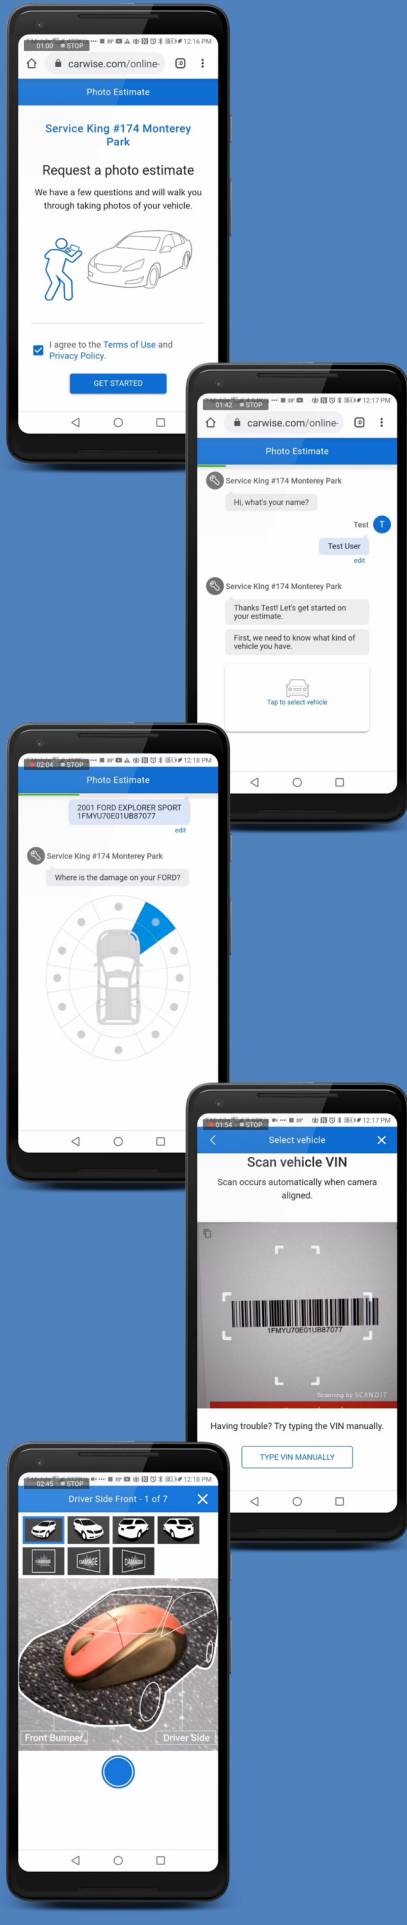 01:00 STOP
12:16 PM
carwise.com/online-
:D
Photo Estimate
Service King #174 Monterey
Park
Request a photo estimate
We have a few questions and will walk you
through taking photos of your vehicle.
I agree to the Terms of Use and
Privacy Policy.
GET STARTED
01:42 STOP
12:17 PM
carwise.com/online-
:D
Photo Estimate
Service King #174 Monterey Park
Hi, what's your name?
Test T
Test User
edit
Service King #174 Monterey Park
Thanks Test! Let's get started on
your estimate.
First, we need to know what kind of
vehicle you have.
Tap to select vehicle
02:04 STOP
12:18 PM
Photo Estimate
2001 FORD EXPLORER SPORT
1FMYU70E01UB87077
edit
Service King #174 Monterey Park
Where is the damage on your FORD?
01:54 STOP
12:17 PM
Select vehicle
Scan vehicle VIN
Scan occurs automatically when camera
aligned.
1FMYU70E01UB87077
Scanning by SCANDIT
Having trouble? Try typing the VIN manually.
TYPE VIN MANUALLY
02:45 STOP
12:18 PM
Driver Side Front - 1 of 7
DAMAGE
DAMAGE
DAMAGE
Front Bumper
Driver Side